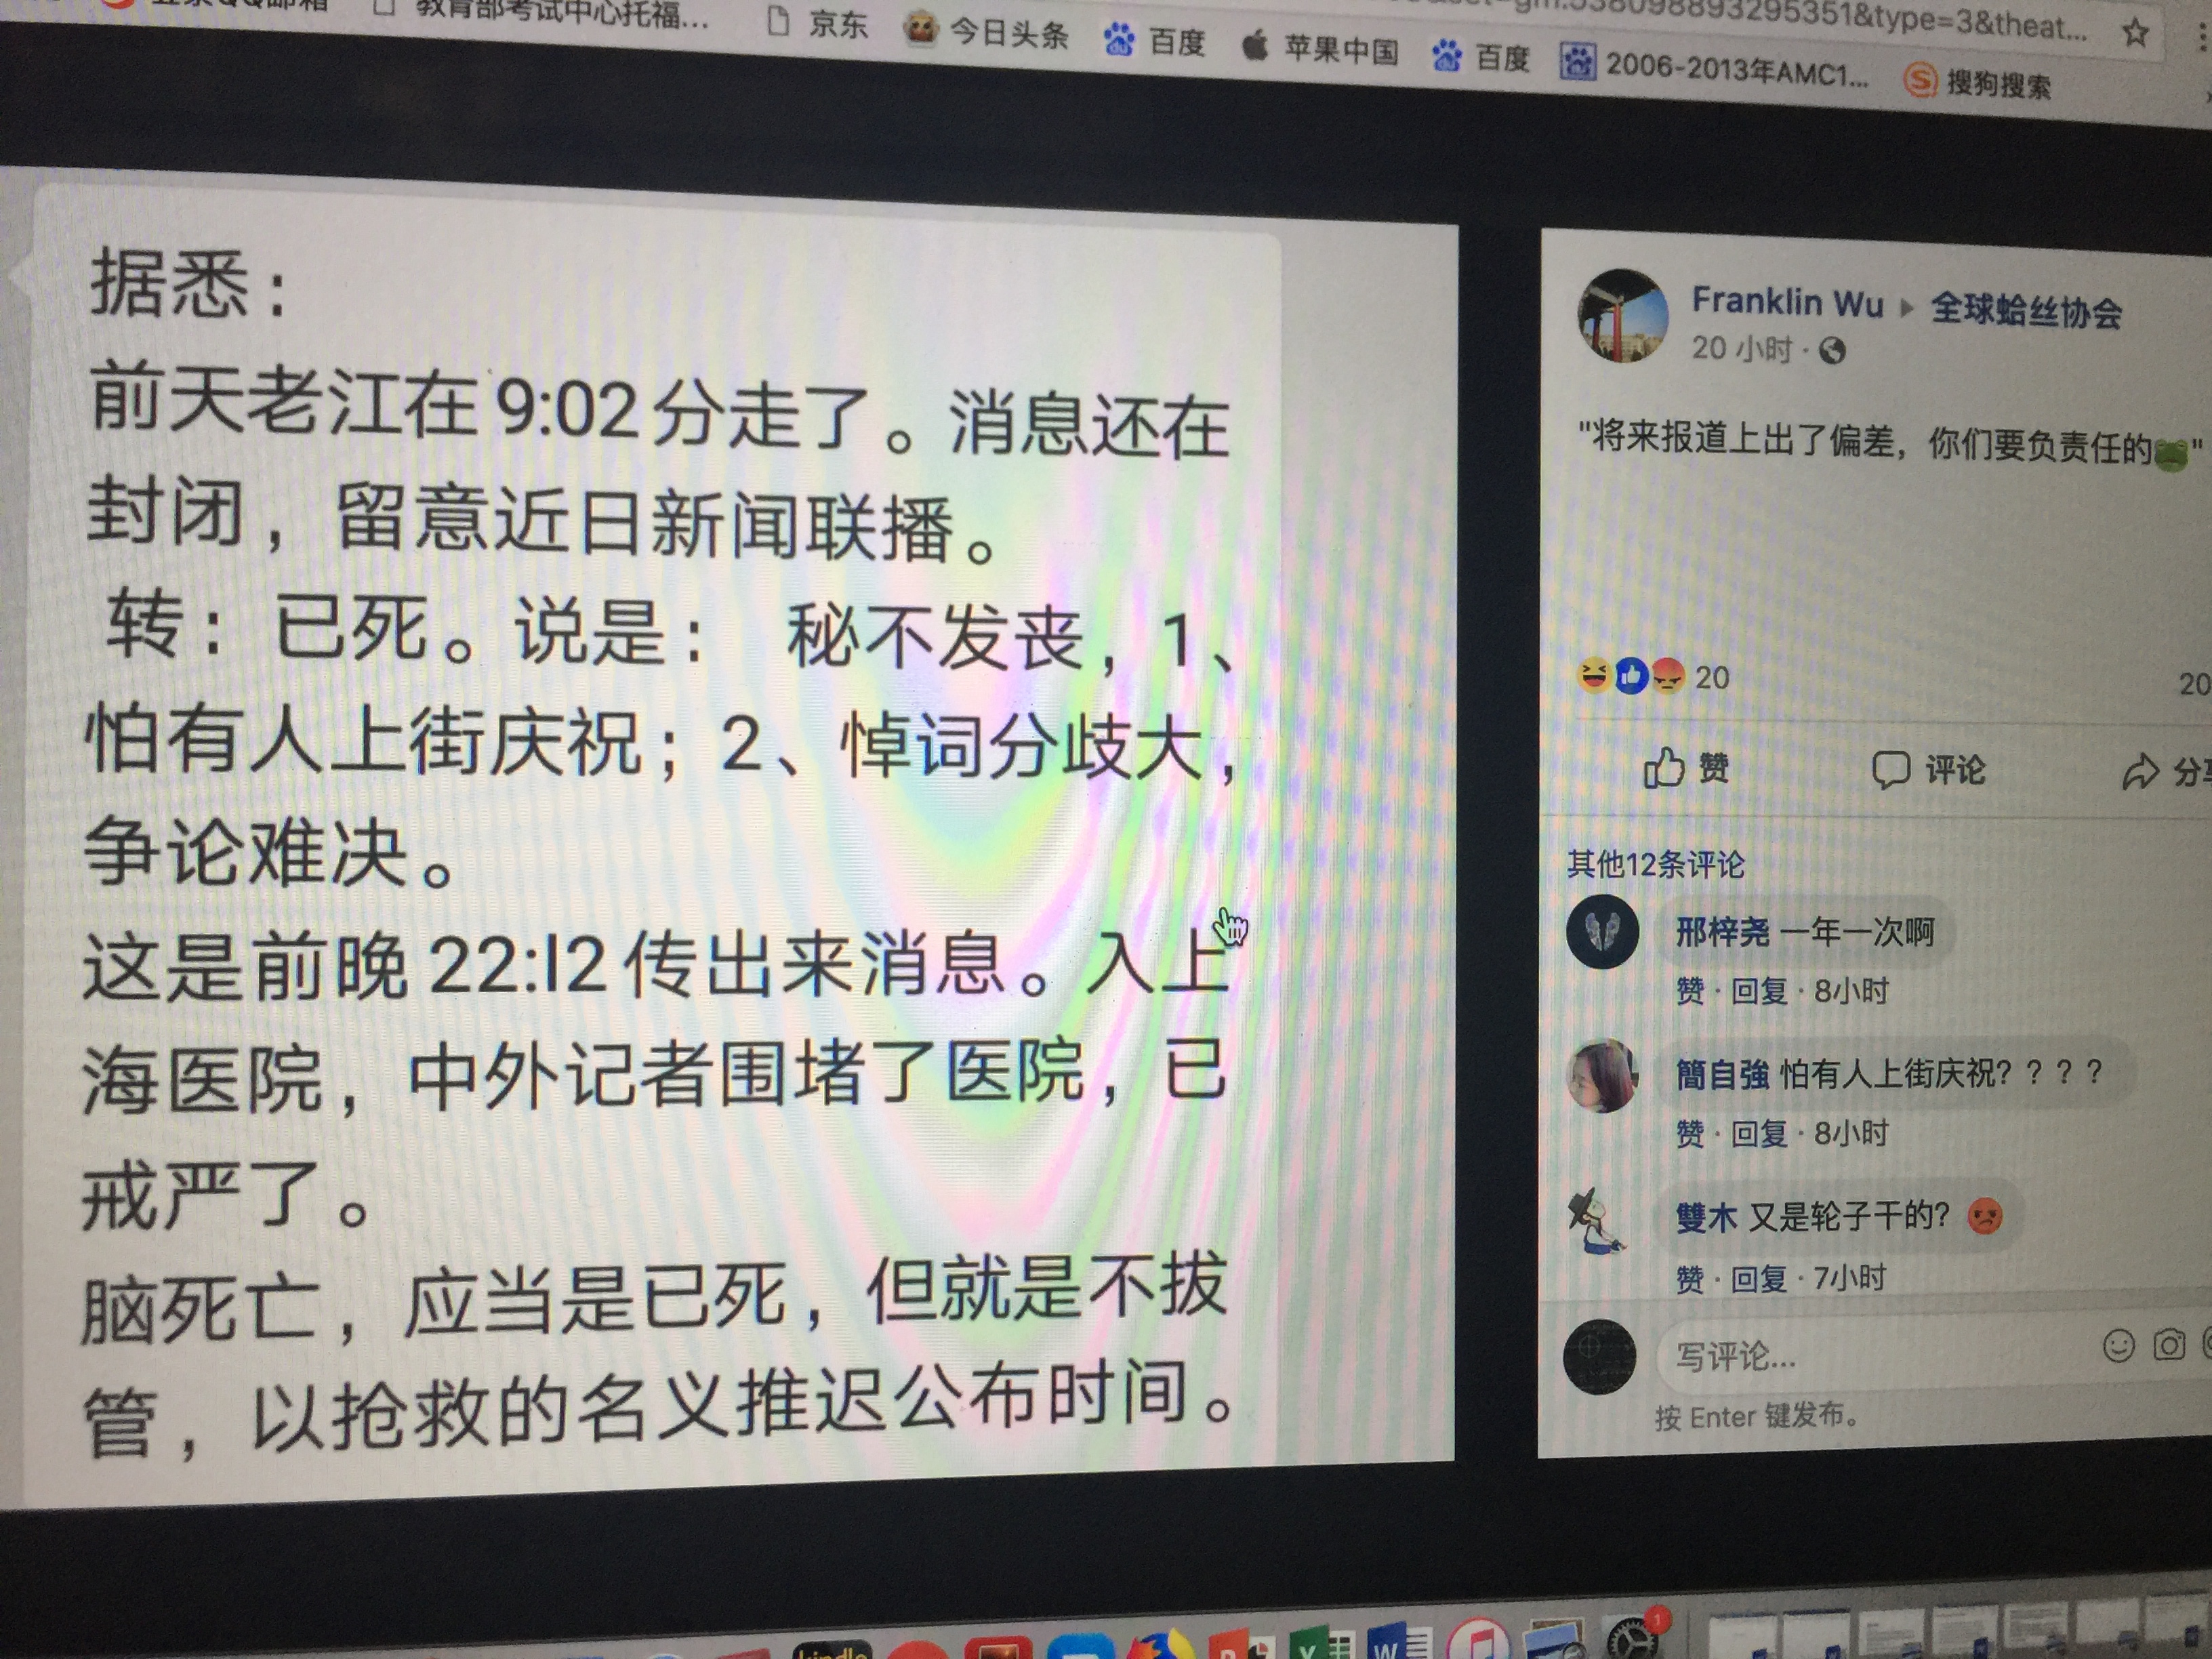 教育部考试中心托福...
京东
今日头条
百度
苹果中国
百度
2006-2013年AMC1...
搜狗搜索
据悉：
前天老江在9:02分走了。消息还在
封闭，留意近日新闻联播。
转：已死。说是： 秘不发丧，1、
怕有人上街庆祝；2、悼词分歧大，
争论难决。
这是前晚22:l2传出来消息。入上
海医院，中外记者围堵了医院，已
戒严了。
脑死亡，应当是已死，但就是不拔
管，以抢救的名义推迟公布时间。
Franklin Wu ▸ 全球蛤丝协会
20 小时 ·
"将来报道上出了偏差，你们要负责任的🐸"
20
20
赞 评论
其他12条评论
邢梓尧 一年一次啊
赞 · 回复 · 8小时
簡自強 怕有人上街庆祝？？？？
赞 · 回复 · 8小时
雙木 又是轮子干的？😡
赞 · 回复 · 7小时
写评论...
按 Enter 键发布。
kindle
1